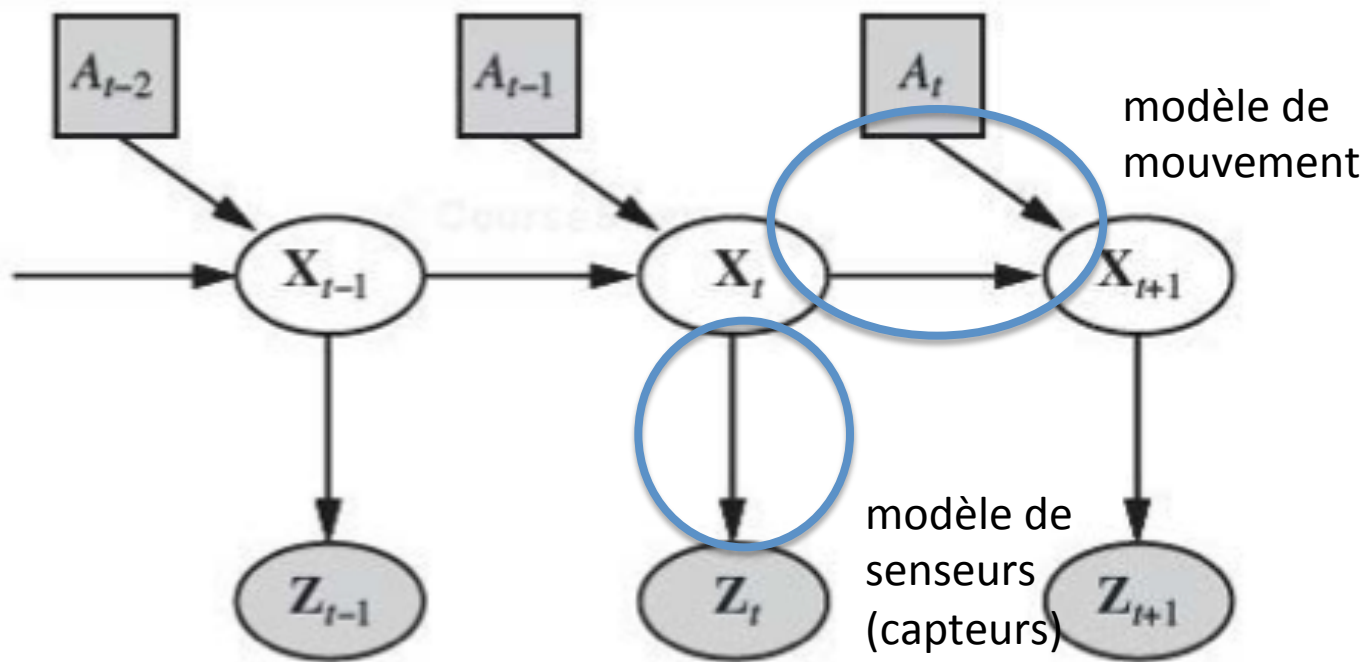 A_{t-2} A_{t-1} A_t
modèle de
mouvement
X_{t-1} X_t X_{t+1}
modèle de
senseurs
(capteurs)
Z_{t-1} Z_t Z_{t+1}